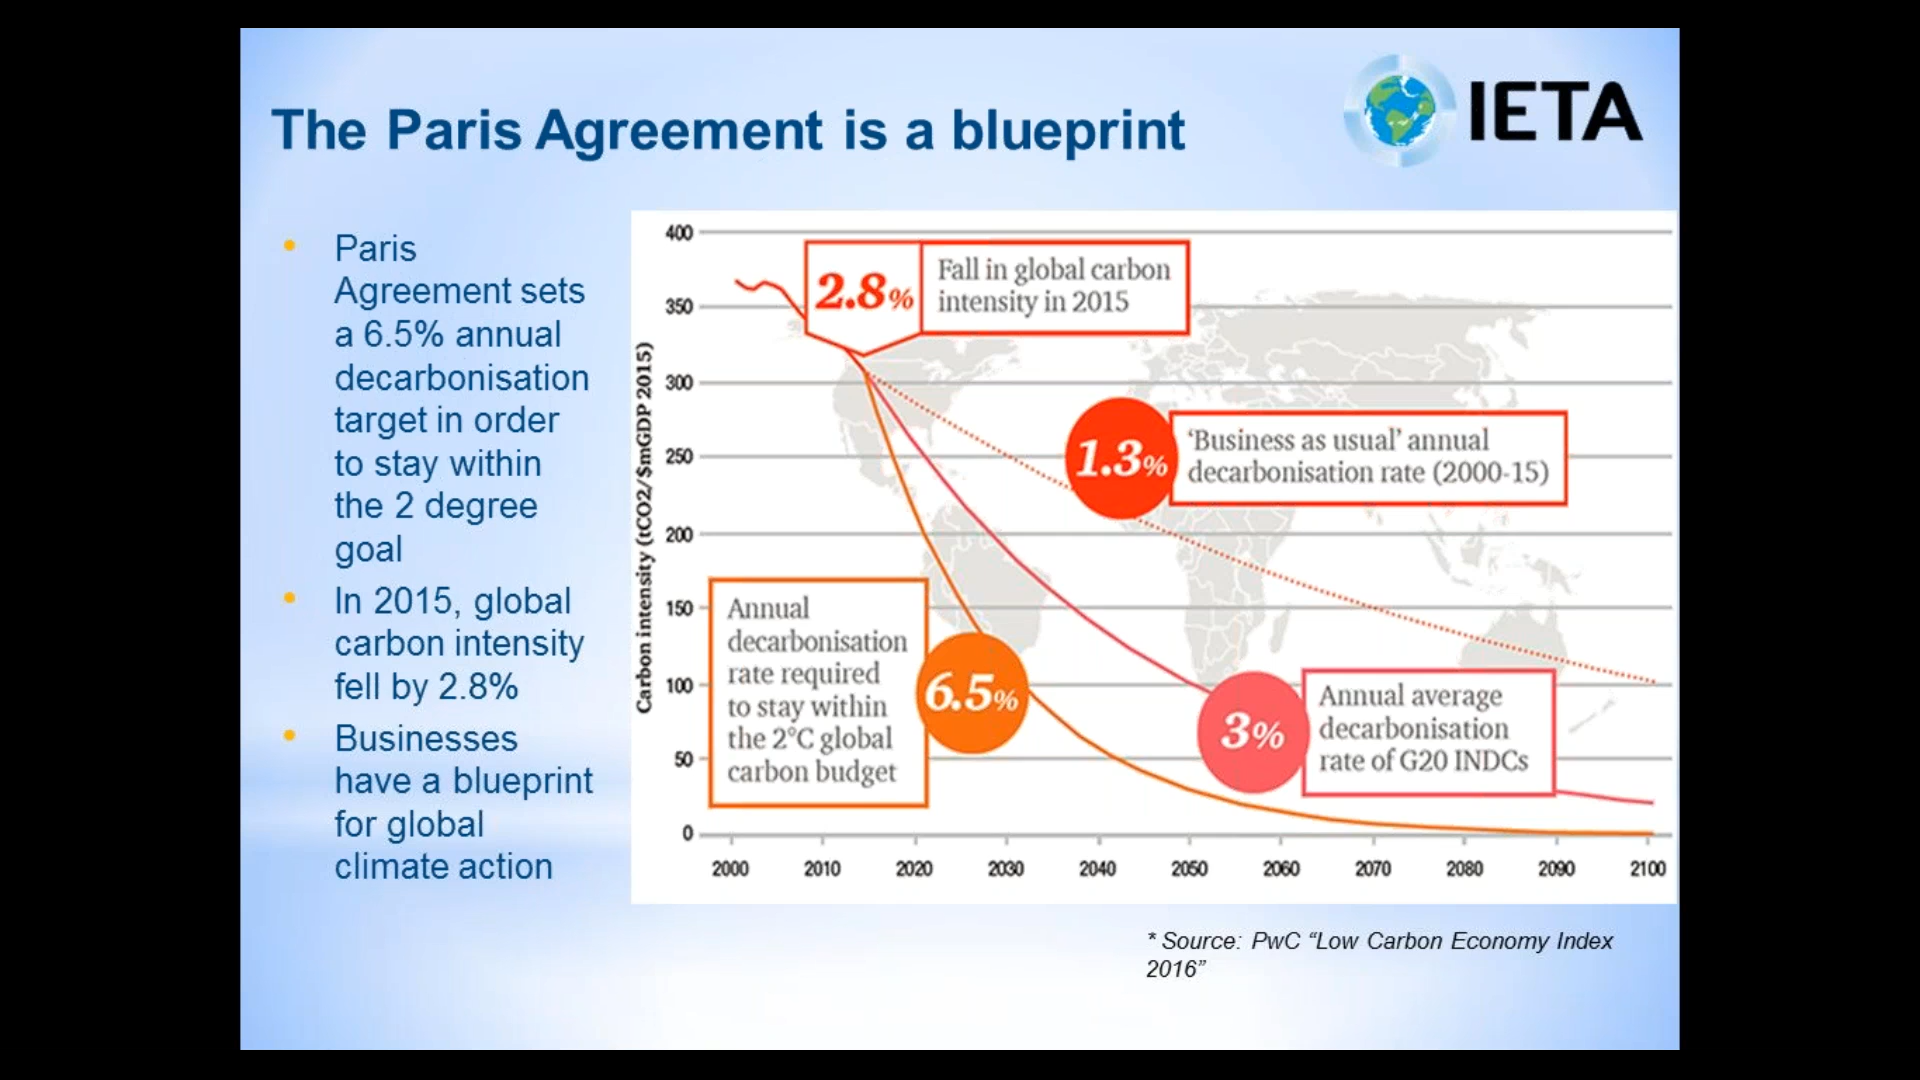 The Paris Agreement is a blueprint
IETA
• Paris
Agreement sets
a 6.5% annual
decarbonisation
target in order
to stay within
the 2 degree
goal
• In 2015, global
carbon intensity
fell by 2.8%
• Businesses
have a blueprint
for global
climate action
Carbon intensity (tCO2/$mGDP 2015)
400
350
300
250
200
150
100
50
0
2.8%
Fall in global carbon
intensity in 2015
1.3%
‘Business as usual’ annual
decarbonisation rate (2000-15)
Annual
decarbonisation
rate required
to stay within
the 2°C global
carbon budget
6.5%
3%
Annual average
decarbonisation
rate of G20 INDCs
2000 2010 2020 2030 2040 2050 2060 2070 2080 2090 2100
* Source: PwC “Low Carbon Economy Index
2016”